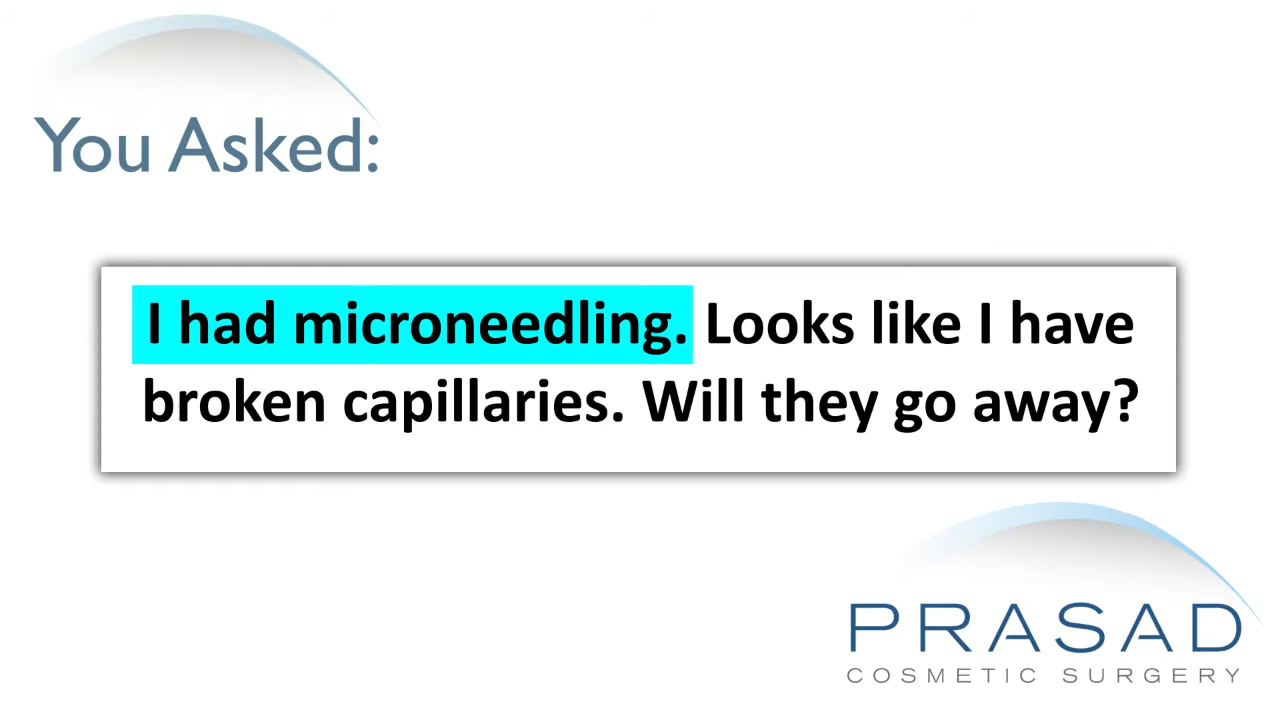 You Asked:
I had microneedling. Looks like I have
broken capillaries. Will they go away?
PRASAD
COSMETIC SURGERY